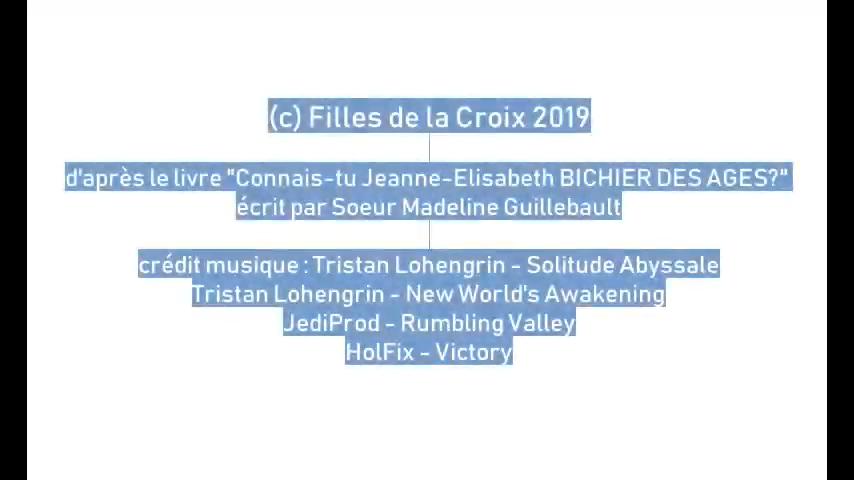 (c) Filles de la Croix 2019
d'après le livre "Connais-tu Jeanne-Elisabeth BICHIER DES AGES?"
écrit par Soeur Madeline Guillebault
crédit musique : Tristan Lohengrin - Solitude Abyssale
Tristan Lohengrin - New World's Awakening
JediProd - Rumbling Valley
HolFix - Victory